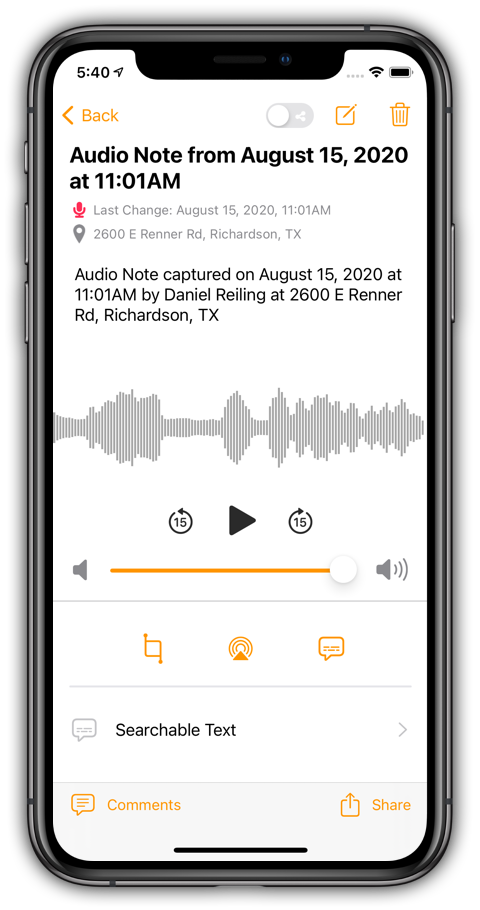 5:40
Back
Audio Note from August 15, 2020
at 11:01AM
Last Change: August 15, 2020, 11:01AM
2600 E Renner Rd, Richardson, TX
Audio Note captured on August 15, 2020 at
11:01AM by Daniel Reiling at 2600 E Renner
Rd, Richardson, TX
15 15
Searchable Text
Comments Share